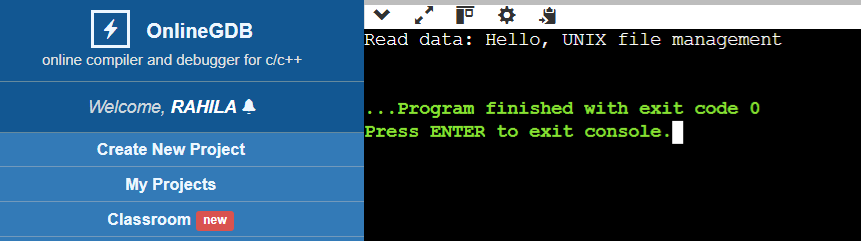 OnlineGDB
online compiler and debugger for c/c++
Welcome, RAHILA
Create New Project
My Projects
Classroom new
Read data: Hello, UNIX file management
...Program finished with exit code 0
Press ENTER to exit console.